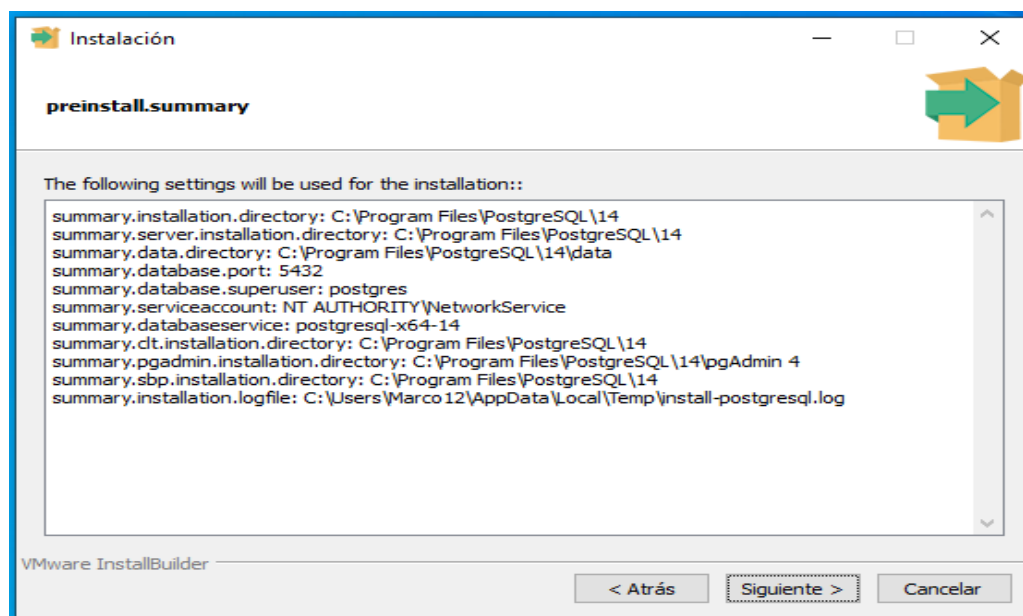 Instalación
preinstall.summary
The following settings will be used for the installation::
summary.installation.directory: C:\Program Files\PostgreSQL\14
summary.server.installation.directory: C:\Program Files\PostgreSQL\14
summary.data.directory: C:\Program Files\PostgreSQL\14\data
summary.database.port: 5432
summary.database.superuser: postgres
summary.serviceaccount: NT AUTHORITY\NetworkService
summary.databaseservice: postgresql-x64-14
summary.clt.installation.directory: C:\Program Files\PostgreSQL\14
summary.pgadmin.installation.directory: C:\Program Files\PostgreSQL\14\pgAdmin 4
summary.sbp.installation.directory: C:\Program Files\PostgreSQL\14
summary.installation.logfile: C:\Users\Marco12\AppData\Local\Temp\install-postgresql.log
VMware InstallBuilder
< Atrás Siguiente > Cancelar